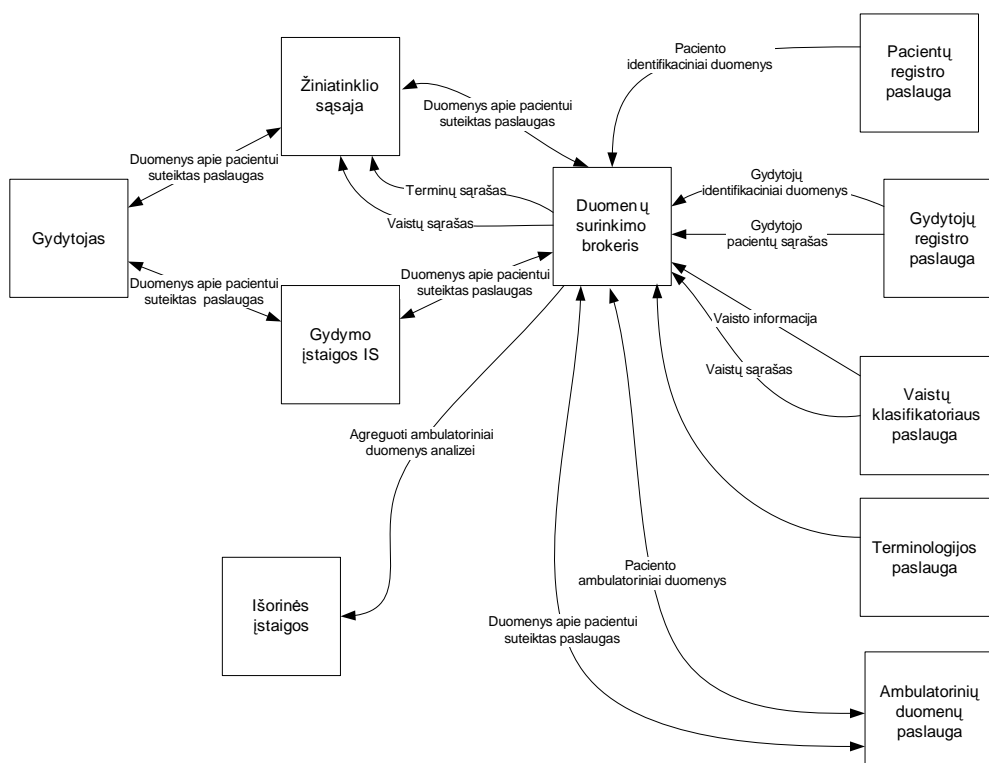 Pacientų
registro
paslauga
Paciento
identifikaciniai duomenys
Žiniatinklio
sąsaja
Duomenys apie pacientui
suteiktas paslaugas
Duomenys apie pacientui
suteiktas paslaugas
Gydytojas
Terminų sąrašas
Vaistų sąrašas
Duomenų
surinkimo
brokeris
Gydytojų
identifikaciniai duomenys
Gydytojo
pacientų sąrašas
Gydytojų
registro
paslauga
Duomenys apie pacientui
suteiktas  paslaugas
Duomenys apie pacientui
suteiktas paslaugas
Gydymo
įstaigos IS
Vaisto informacija
Vaistų sąrašas
Vaistų
klasifikatoriaus
paslauga
Agreguoti ambulatoriniai
duomenys analizei
Terminologijos
paslauga
Išorinės
įstaigos
Paciento
ambulatoriniai duomenys
Duomenys apie pacientui
suteiktas paslaugas
Ambulatorinių
duomenų
paslauga